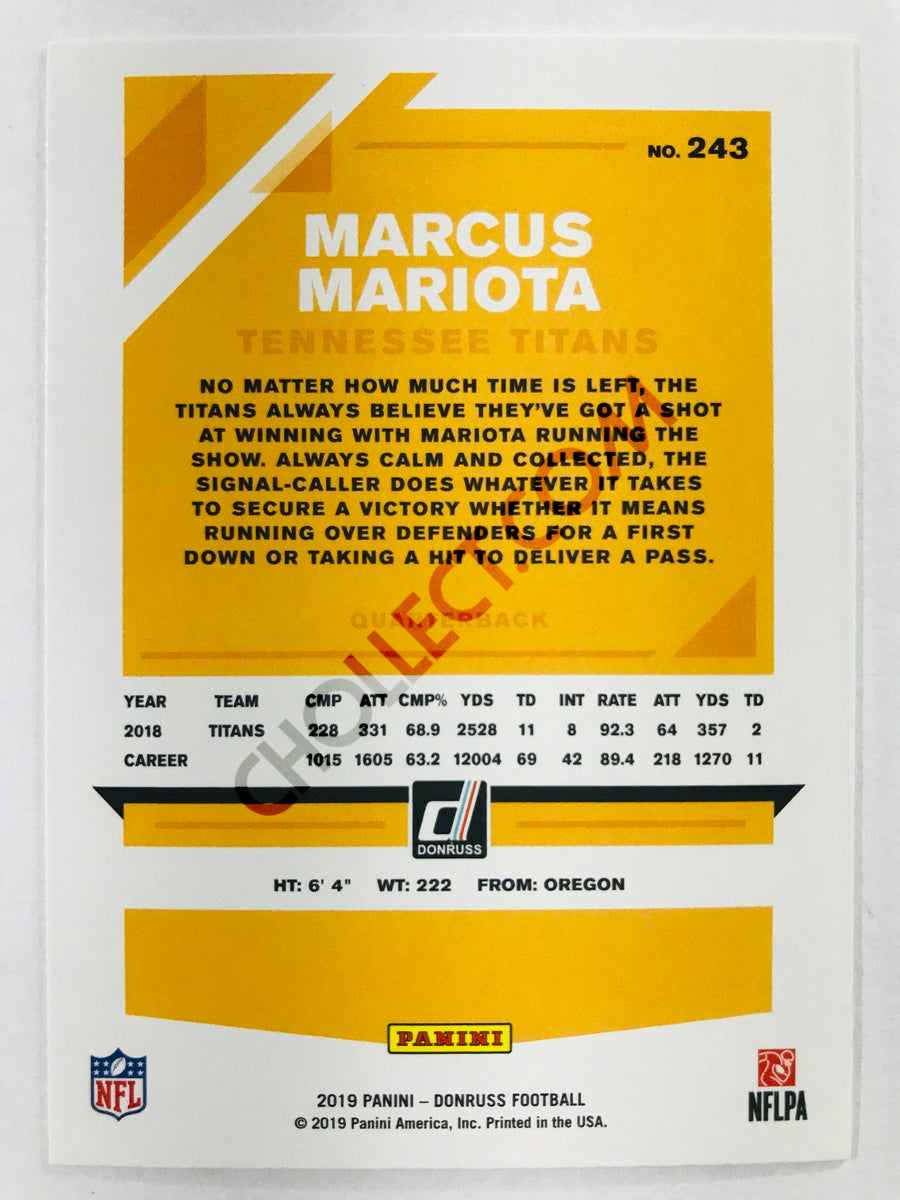 NO. 243
MARCUS
MARIOTA
TENNESSEE TITANS
NO MATTER HOW MUCH TIME IS LEFT, THE
TITANS ALWAYS BELIEVE THEY'VE GOT A SHOT
AT WINNING WITH MARIOTA RUNNING THE
SHOW. ALWAYS CALM AND COLLECTED, THE
SIGNAL-CALLER DOES WHATEVER IT TAKES
TO SECURE A VICTORY WHETHER IT MEANS
RUNNING OVER DEFENDERS FOR A FIRST
DOWN OR TAKING A HIT TO DELIVER A PASS.
QUARTERBACK
CHOLLECT.COM
YEAR TEAM CMP ATT CMP% YDS TD INT RATE ATT YDS TD
2018 TITANS 228 331 68.9 2528 11 8 92.3 64 357 2
CAREER 1015 1605 63.2 12004 69 42 89.4 218 1270 11
d
DONRUSS
HT: 6' 4" WT: 222 FROM: OREGON
PANINI
NFL
2019 PANINI – DONRUSS FOOTBALL
© 2019 Panini America, Inc. Printed in the USA.
NFLPA